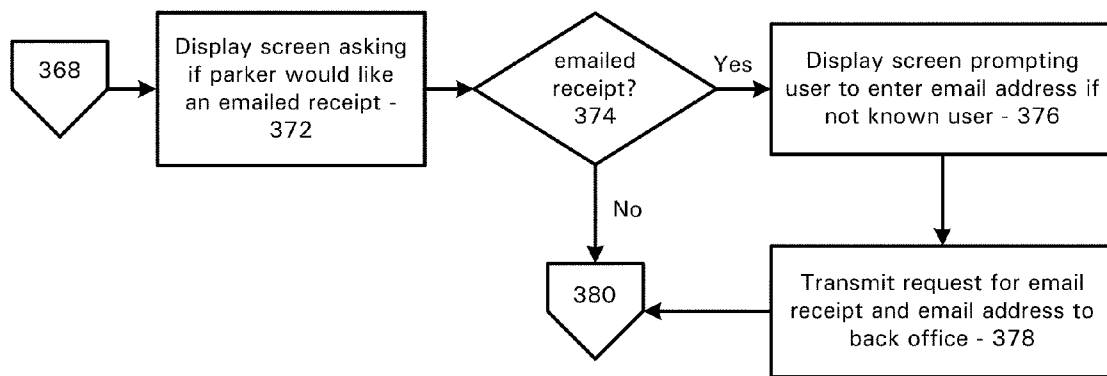 368
Display screen asking
if parker would like
an emailed receipt -
372
emailed
receipt?
374
Yes
Display screen prompting
user to enter email address if
not known user - 376
No
380
Transmit request for email
receipt and email address to
back office - 378